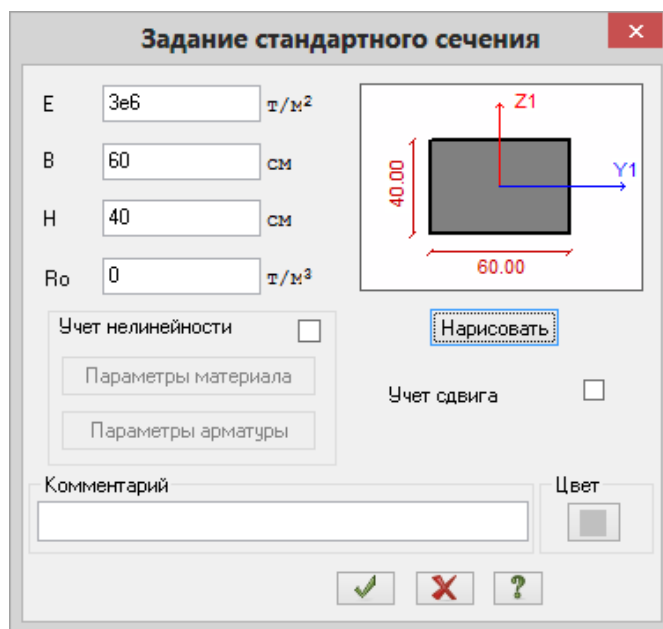 Задание стандартного сечения
E 3e6 т/м²
B 60 см
H 40 см
Ro 0 т/м³
Z1
Y1
40.00
60.00
Учет нелинейности
Нарисовать
Параметры материала
Учет сдвига
Параметры арматуры
Комментарий
Цвет
?